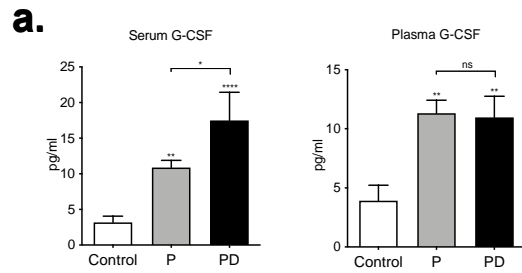 a.
Serum G-CSF
*
****
**
25
20
15
10
5
0
pg/ml
Control P PD
Plasma G-CSF
ns
**
**
15
10
5
0
pg/ml
Control P PD